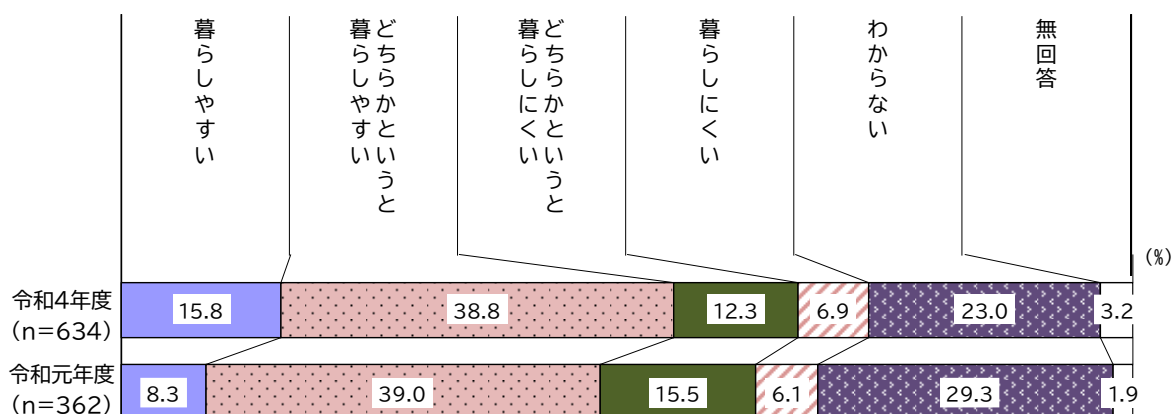 暮らしやすい
どちらかというと
暮らしやすい
どちらかというと
暮らしにくい
暮らしにくい
わからない
無回答
(%)
令和4年度
(n=634)
15.8
38.8
12.3
6.9
23.0
3.2
令和元年度
(n=362)
8.3
39.0
15.5
6.1
29.3
1.9